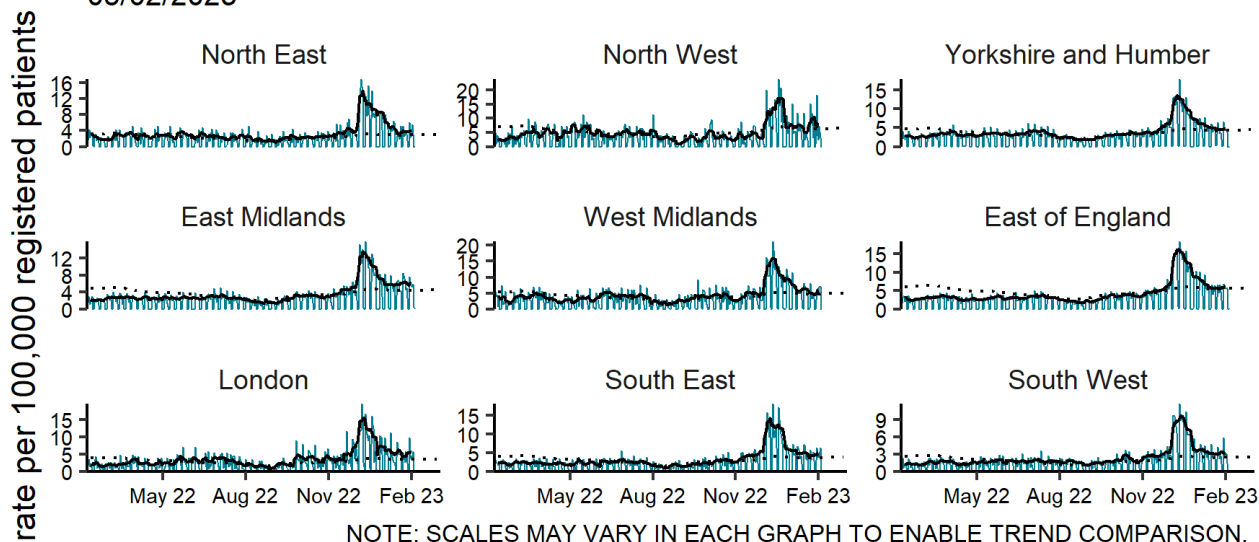 rate per 100,000 registered patients
North East
North West
Yorkshire and Humber
16
12
8
4
0
20
15
10
5
0
15
10
5
0
East Midlands
West Midlands
East of England
12
8
4
0
20
15
10
5
0
15
10
5
0
London
South East
South West
15
10
5
0
15
10
5
0
9
6
3
0
May 22 Aug 22 Nov 22 Feb 23
May 22 Aug 22 Nov 22 Feb 23
May 22 Aug 22 Nov 22 Feb 23
NOTE: SCALES MAY VARY IN EACH GRAPH TO ENABLE TREND COMPARISON.